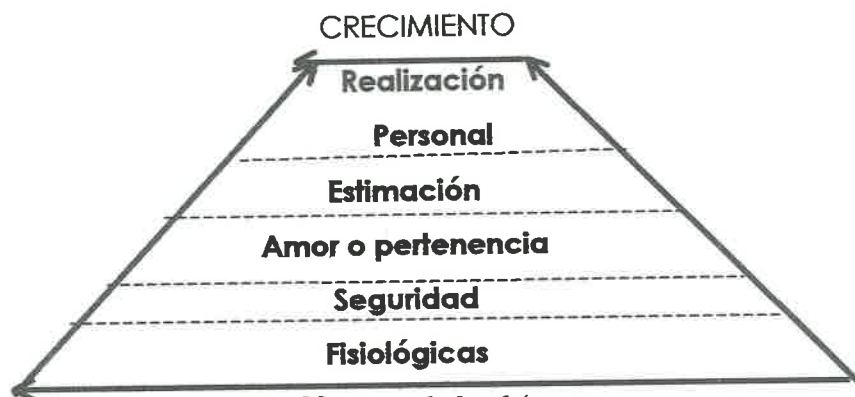 CRECIMIENTO
Realización
Personal
Estimación
Amor o pertenencia
Seguridad
Fisiológicas